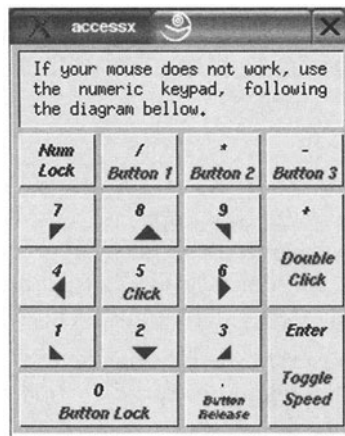 accessx
If your mouse does not work, use
the numeric keypad, following
the diagram bellow.
Num Lock
/ Button 1
* Button 2
- Button 3
7
8
9
+ Double Click
4
5 Click
6
1
2
3
Enter Toggle Speed
0 Button Lock
. Button Release